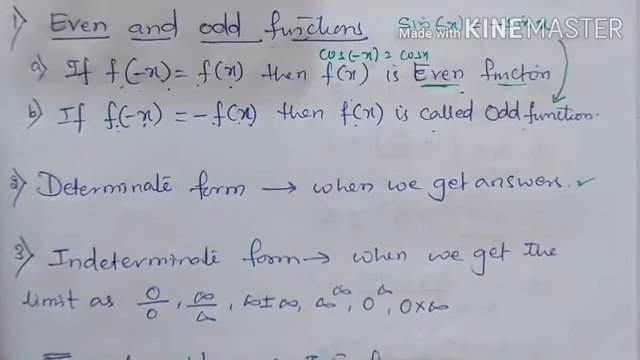 1) Even and odd functions Sin(-x) =
Made with KINEMASTER
cos(-x) = cosx
a) If f(-x) = f(x) then f(x) is Even function
b) If f(-x) = -f(x) then f(x) is called Odd function.
2) Determinate form → when we get answers. ✓
3) Indeterminate form → when we get the
limit as 0/0, ∞/∞, ∞±∞, ∞^∞, 0^∞, 0×∞